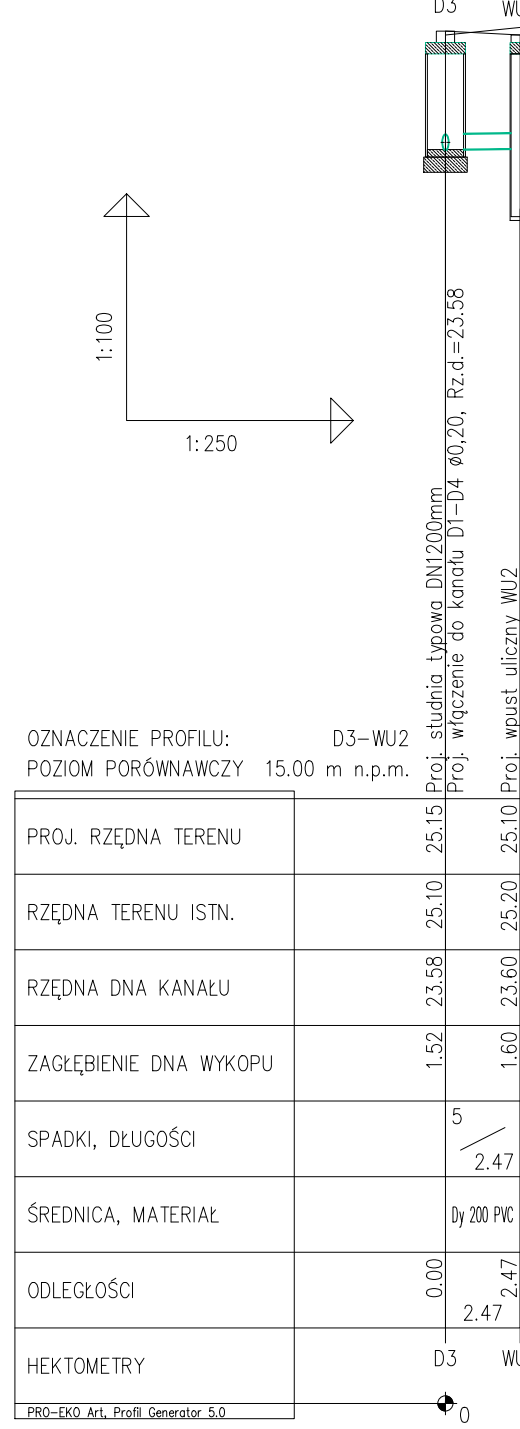 D3
1:100
1:250
Proj. studnia typowa DN1200mm
Proj. włączenie do kanału D1-D4 ø0,20, Rz.d.=23.58
Proj. wpust uliczny WU2
OZNACZENIE PROFILU: D3-WU2
POZIOM PORÓWNAWCZY 15.00 m n.p.m.
PROJ. RZĘDNA TERENU 25.15 25.10
RZĘDNA TERENU ISTN. 25.10 25.20
RZĘDNA DNA KANAŁU 23.58 23.60
ZAGŁĘBIENIE DNA WYKOPU 1.52 1.60
SPADKI, DŁUGOŚCI 5 2.47
ŚREDNICA, MATERIAŁ Dy 200 PVC
ODLEGŁOŚCI 0.00 2.47 2.47
HEKTOMETRY D3
PRO-EKO Art, Profil Generator 5.0 0